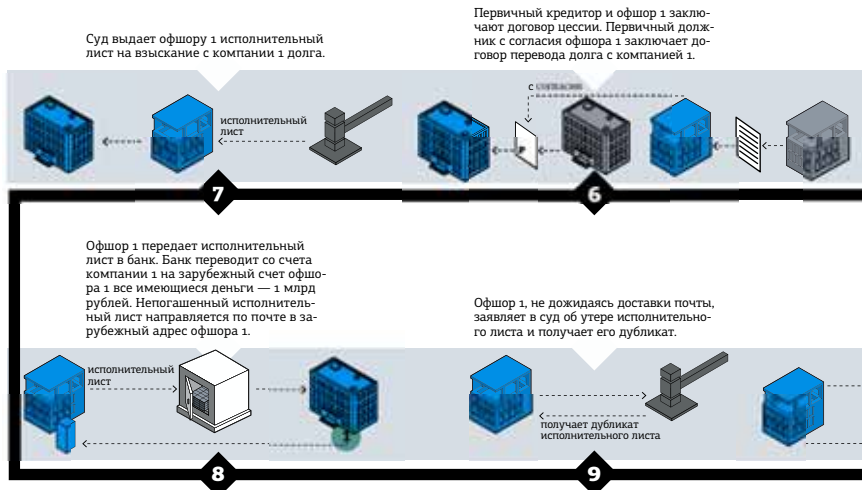 Первичный кредитор и офшор 1 заклю-
чают договор цессии. Первичный долж-
ник с согласия офшора 1 заключает до-
говор перевода долга с компанией 1.
с согласия
6
Суд выдает офшору 1 исполнительный
лист на взыскание с компании 1 долга.
исполнительный
лист
7
Офшор 1 передает исполнительный
лист в банк. Банк переводит со счета
компании 1 на зарубежный счет офшо-
ра 1 все имеющиеся деньги — 1 млрд
рублей. Непогашенный исполнитель-
ный лист направляется по почте в за-
рубежный адрес офшора 1.
исполнительный
лист
8
Офшор 1, не дожидаясь доставки почты,
заявляет в суд об утере исполнительно-
го листа и получает его дубликат.
получает дубликат
исполнительного листа
9